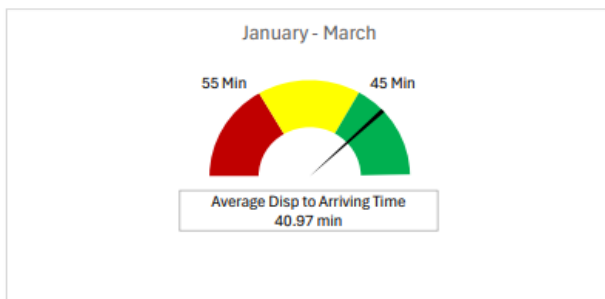 January - March
55 Min
45 Min
Average Disp to Arriving Time
40.97 min